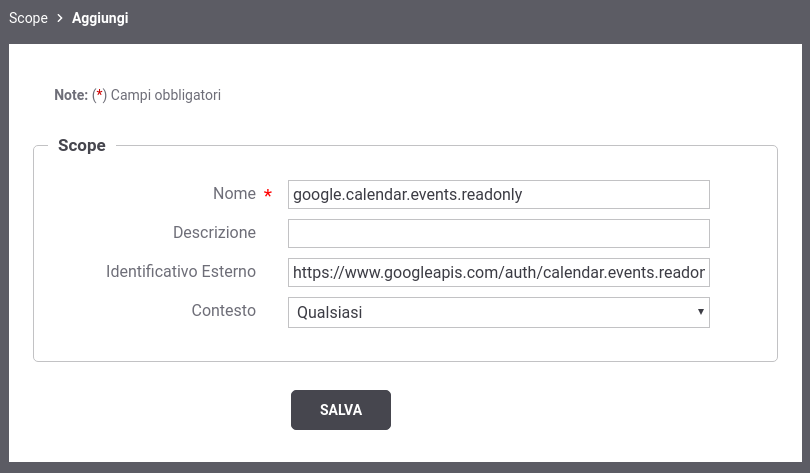 Scope > Aggiungi
Note: (*) Campi obbligatori
Scope
Nome * google.calendar.events.readonly
Descrizione
Identificativo Esterno https://www.googleapis.com/auth/calendar.events.reador
Contesto Qualsiasi
SALVA